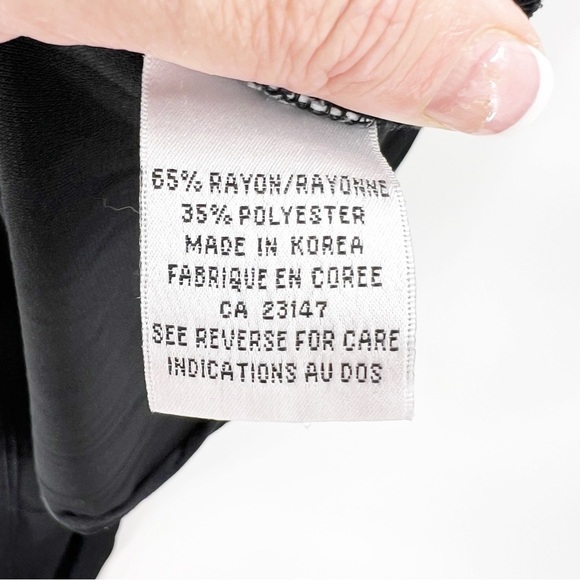 65% RAYON/RAYONNE
35% POLYESTER
MADE IN KOREA
FABRIQUE EN COREE
CA 23147
SEE REVERSE FOR CARE
INDICATIONS AU DOS